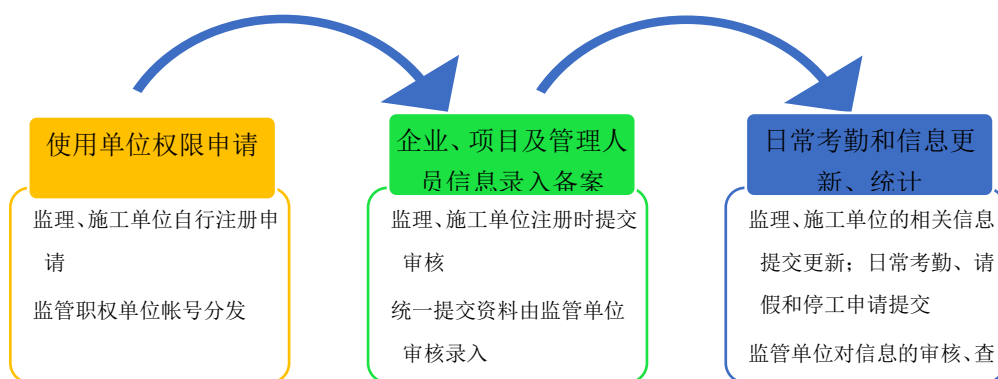 使用单位权限申请
监理、施工单位自行注册申
请
监管职权单位帐号分发
企业、项目及管理人
员信息录入备案
监理、施工单位注册时提交
审核
统一提交资料由监管单位
审核录入
日常考勤和信息更
新、统计
监理、施工单位的相关信息
提交更新；日常考勤、请
假和停工申请提交
监管单位对信息的审核、查